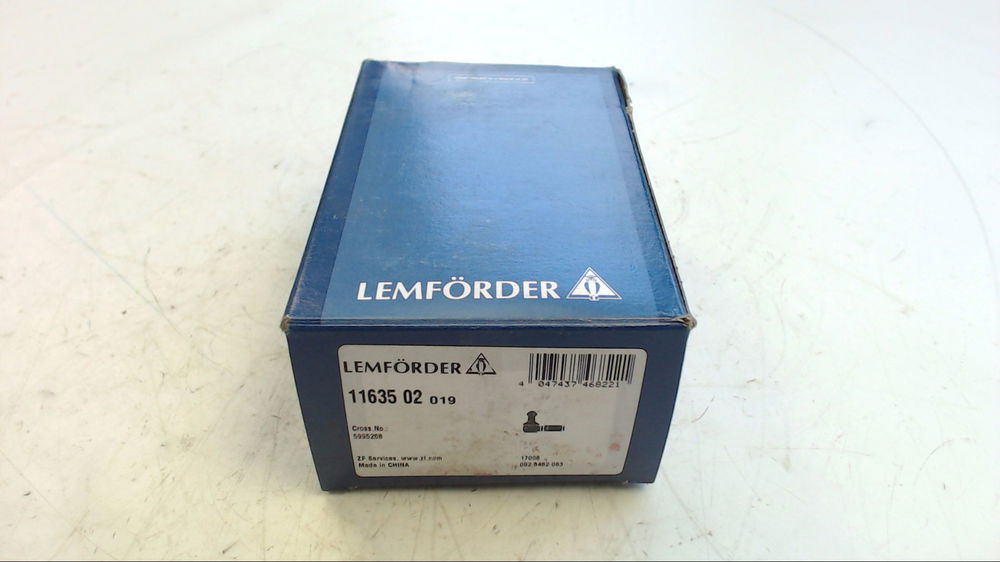 LEMFÖRDER
LEMFÖRDER
4 047437 468221
11635 02 019
Cross No.:
5995268
ZF Services, www.zf.com
Made in CHINA
17008
002 8482 083